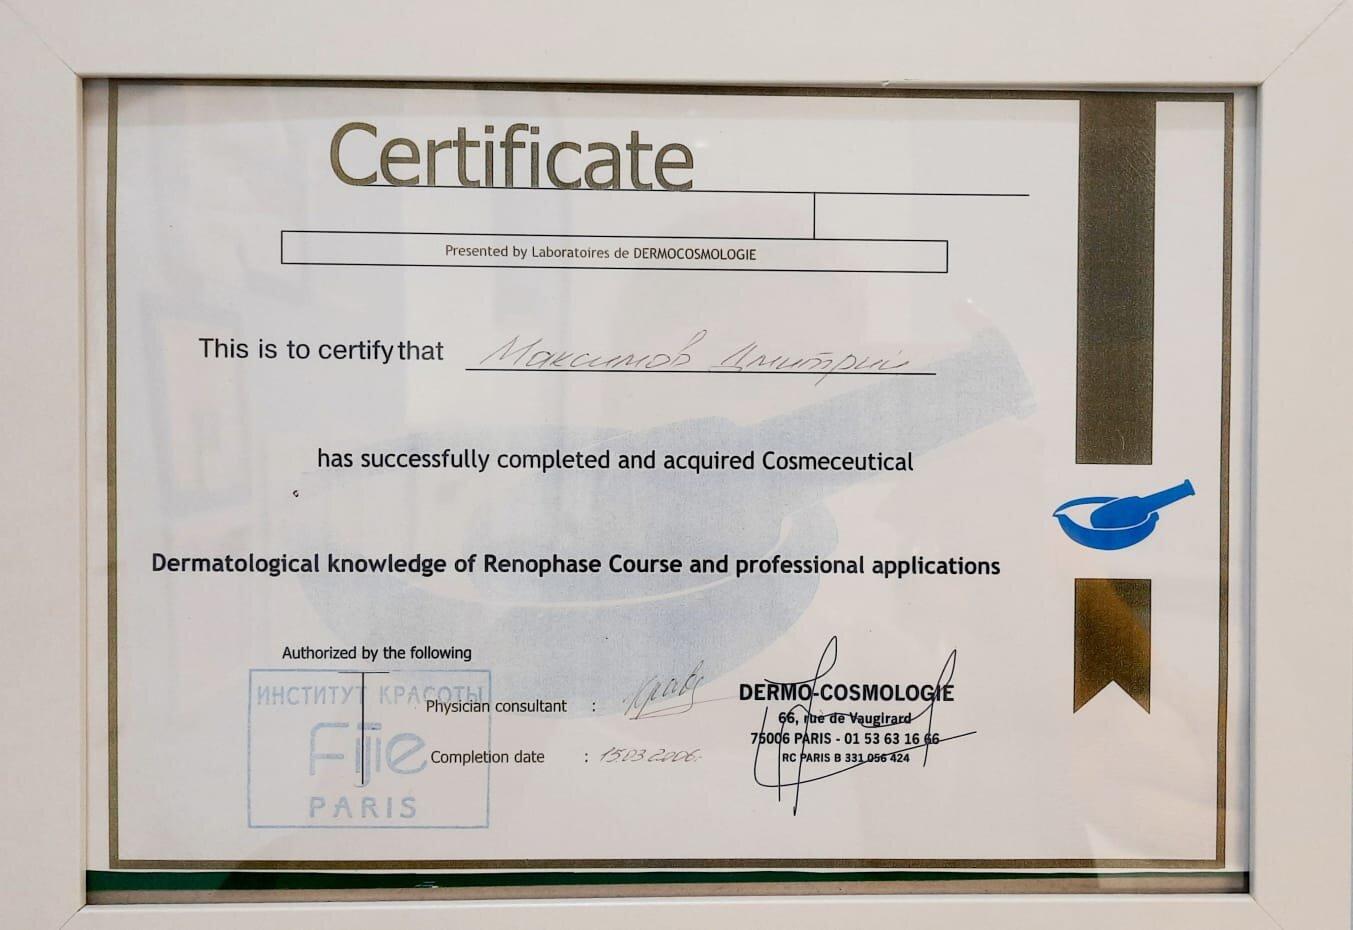 Certificate
Presented by Laboratoires de DERMOCOSMOLOGIE
This is to certify that Максимов Дмитрий
has successfully completed and acquired Cosmeceutical
Dermatological knowledge of Renophase Course and professional applications
Authorized by the following
ИНСТИТУТ КРАСОТЫ
Fijie
PARIS
Physician consultant :
Completion date : 15.03.2006.
DERMO-COSMOLOGIE
66, rue de Vaugirard
75006 PARIS - 01 53 63 16 66
RC PARIS B 331 056 424